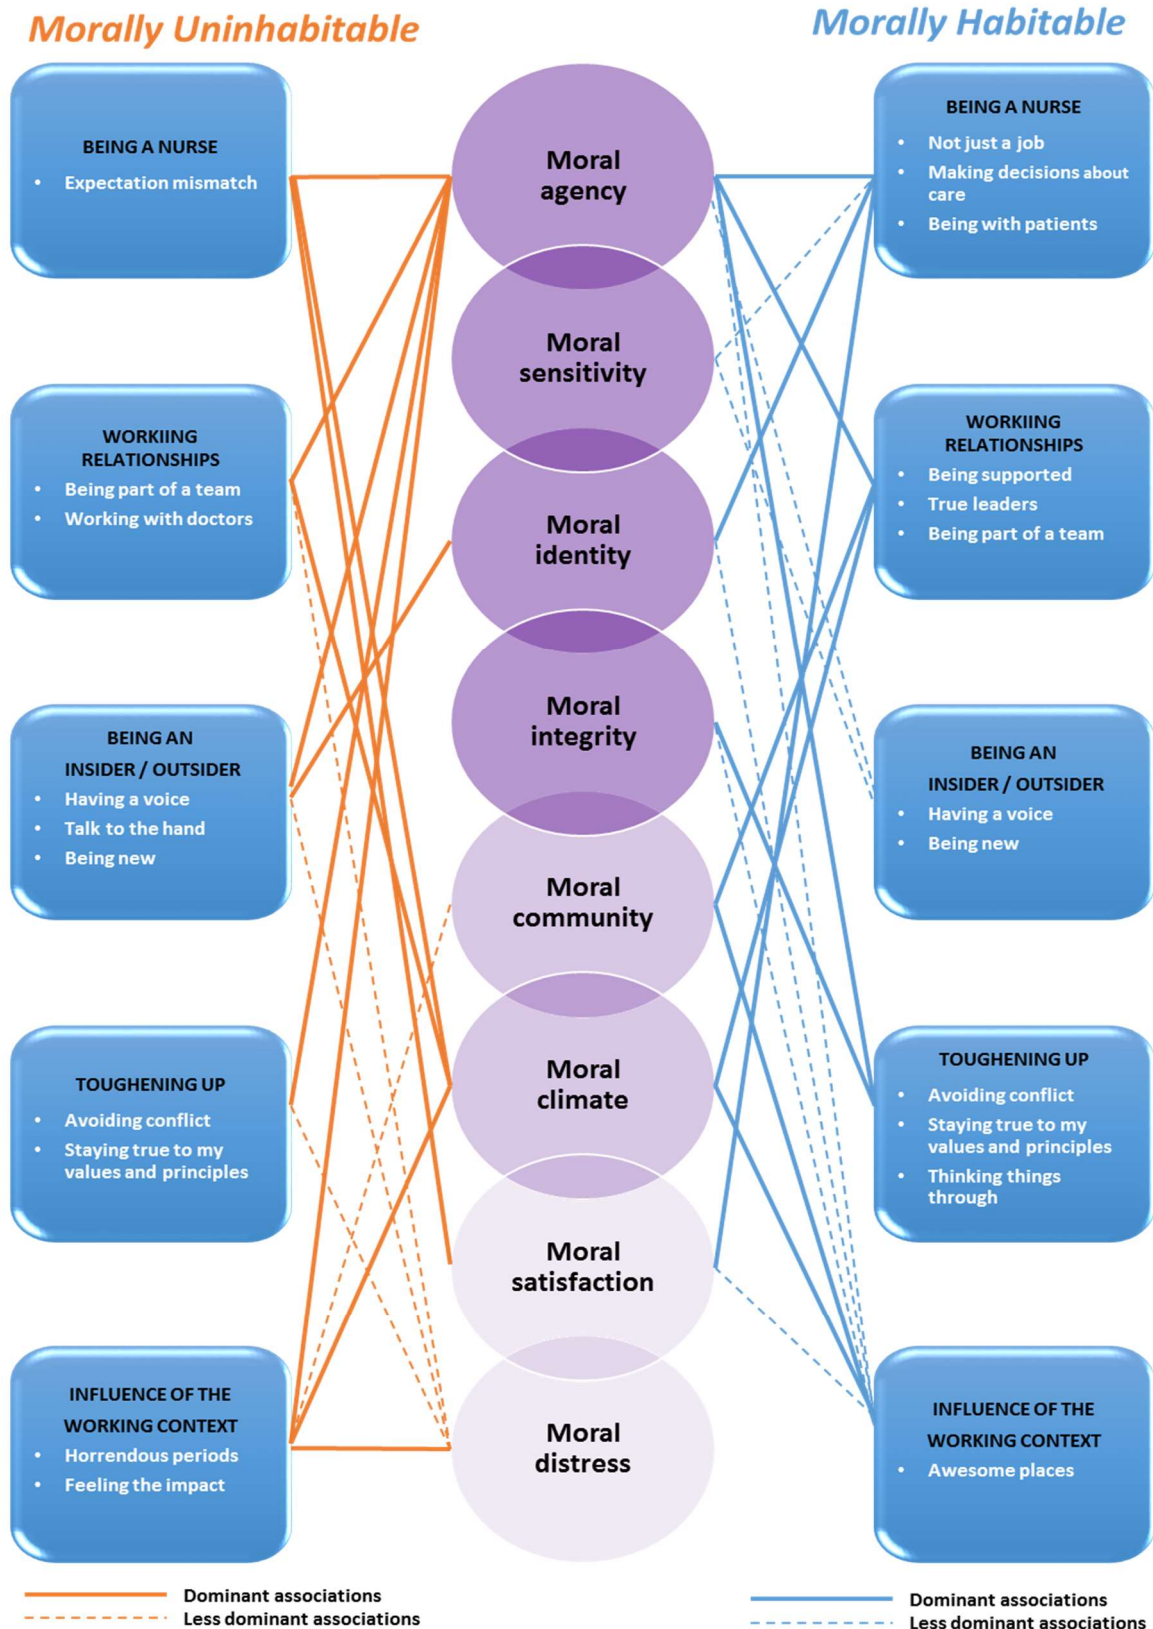 Morally Uninhabitable
Morally Habitable
BEING A NURSE
• Expectation mismatch
WORKIING
RELATIONSHIPS
• Being part of a team
• Working with doctors
BEING AN
INSIDER / OUTSIDER
• Having a voice
• Talk to the hand
• Being new
TOUGHENING UP
• Avoiding conflict
• Staying true to my
values and principles
INFLUENCE OF THE
WORKING CONTEXT
• Horrendous periods
• Feeling the impact
Moral
agency
Moral
sensitivity
Moral
identity
Moral
integrity
Moral
community
Moral
climate
Moral
satisfaction
Moral
distress
BEING A NURSE
• Not just a job
• Making decisions about
care
• Being with patients
WORKIING
RELATIONSHIPS
• Being supported
• True leaders
• Being part of a team
BEING AN
INSIDER / OUTSIDER
• Having a voice
• Being new
TOUGHENING UP
• Avoiding conflict
• Staying true to my
values and principles
• Thinking things
through
INFLUENCE OF THE
WORKING CONTEXT
• Awesome places
Dominant associations
Less dominant associations
Dominant associations
Less dominant associations